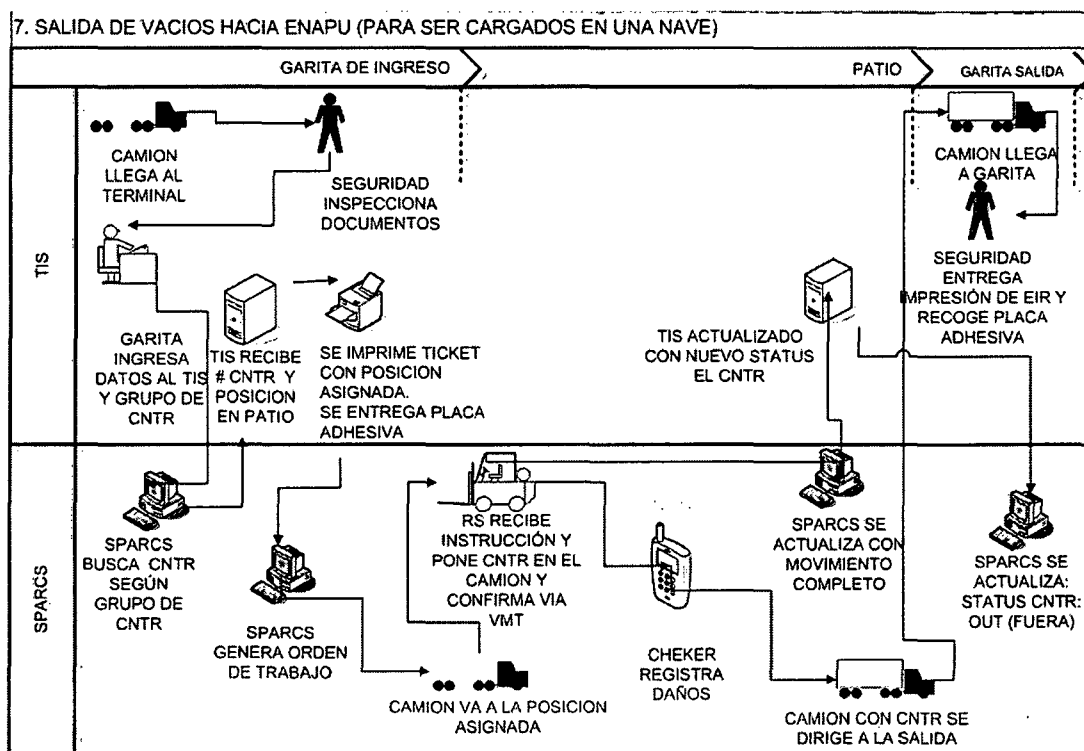 7. SALIDA DE VACIOS HACIA ENAPU (PARA SER CARGADOS EN UNA NAVE)
GARITA DE INGRESO
PATIO
GARITA SALIDA
TIS
CAMION
LLEGA AL
TERMINAL
SEGURIDAD
INSPECCIONA
DOCUMENTOS
CAMION LLEGA
A GARITA
SEGURIDAD
ENTREGA
IMPRESIÓN DE EIR Y
RECOGE PLACA
ADHESIVA
GARITA
INGRESA
DATOS AL TIS
Y GRUPO DE
CNTR
TIS RECIBE
# CNTR Y
POSICION
EN PATIO
SE IMPRIME TICKET
CON POSICION
ASIGNADA.
SE ENTREGA PLACA
ADHESIVA
TIS ACTUALIZADO
CON NUEVO STATUS
EL CNTR
SPARCS
SPARCS
BUSCA CNTR
SEGÚN
GRUPO DE
CNTR
SPARCS
GENERA ORDEN
DE TRABAJO
RS RECIBE
INSTRUCCIÓN Y
PONE CNTR EN EL
CAMION Y
CONFIRMA VIA
VMT
CAMION VA A LA POSICION
ASIGNADA
CHEKER
REGISTRA
DAÑOS
SPARCS SE
ACTUALIZA CON
MOVIMIENTO
COMPLETO
CAMION CON CNTR SE
DIRIGE A LA SALIDA
SPARCS SE
ACTUALIZA:
STATUS CNTR:
OUT (FUERA)